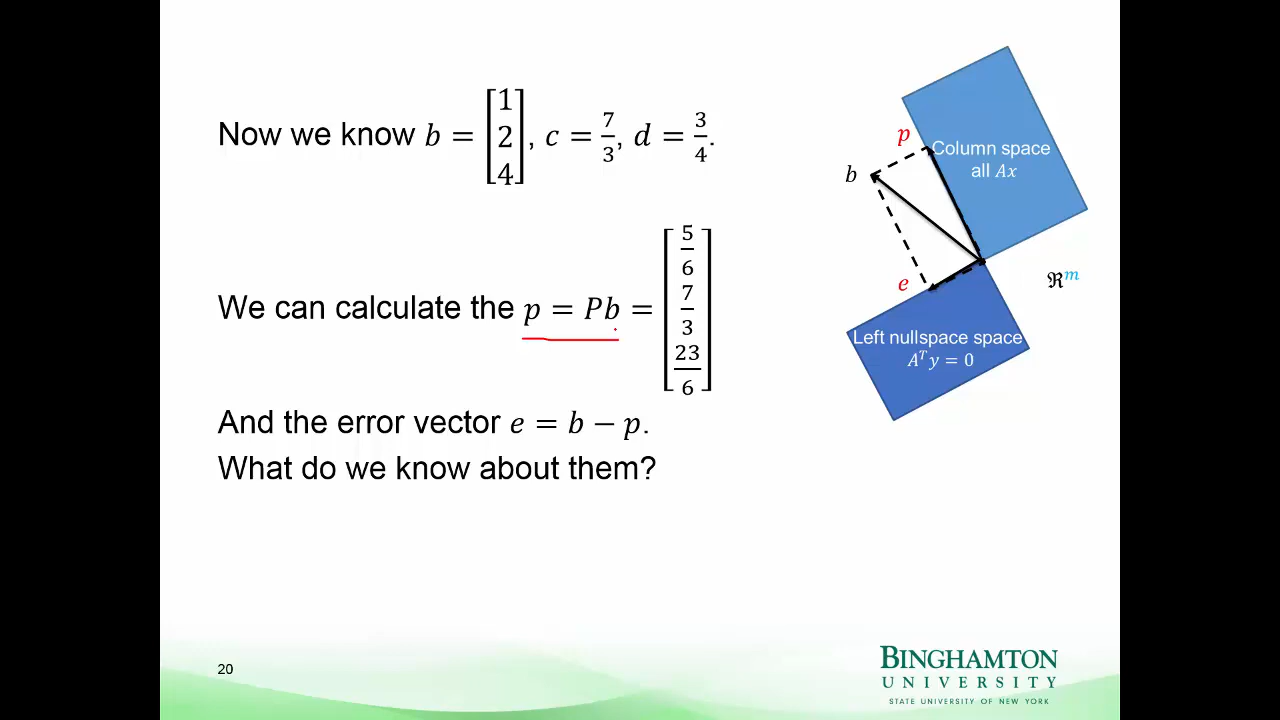 Now we know b = [1 2 4], c = 7/3, d = 3/4.
We can calculate the p = Pb = [5/6 7/3 23/6]
And the error vector e = b − p.
What do we know about them?
p
Column space
all Ax
b
e
ℜᵐ
Left nullspace space
Aᵀy = 0
20
BINGHAMTON
UNIVERSITY
STATE UNIVERSITY OF NEW YORK